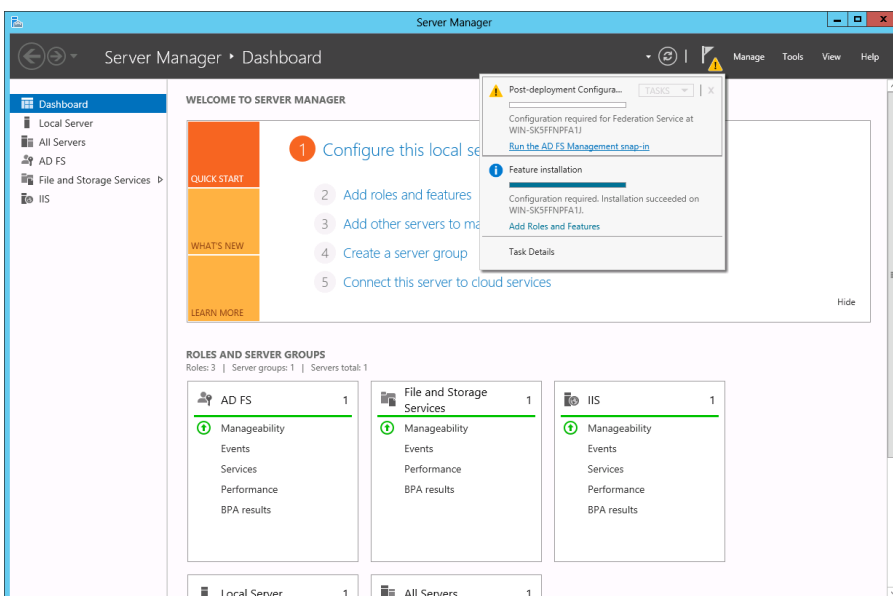 Server Manager
Server Manager • Dashboard
Manage Tools View Help
Dashboard
Local Server
All Servers
AD FS
File and Storage Services
IIS
WELCOME TO SERVER MANAGER
QUICK START
WHAT'S NEW
LEARN MORE
1 Configure this local se
2 Add roles and features
3 Add other servers to ma
4 Create a server group
5 Connect this server to cloud services
Hide
Post-deployment Configura... TASKS X
Configuration required for Federation Service at
WIN-SK5FFNPFA1J
Run the AD FS Management snap-in
Feature installation
Configuration required. Installation succeeded on
WIN-SK5FFNPFA1J.
Add Roles and Features
Task Details
ROLES AND SERVER GROUPS
Roles: 3 | Server groups: 1 | Servers total: 1
AD FS 1
Manageability
Events
Services
Performance
BPA results
File and Storage
Services 1
Manageability
Events
Performance
BPA results
IIS 1
Manageability
Events
Services
Performance
BPA results
Local Server 1
All Servers 1